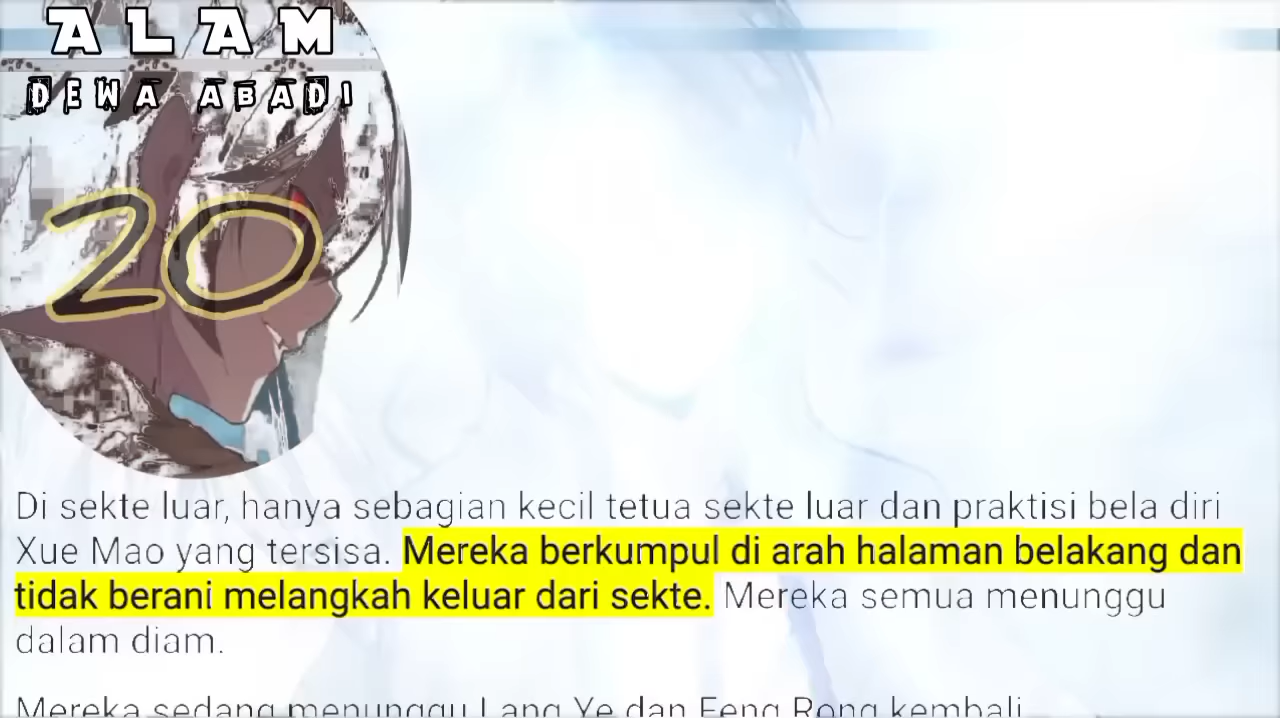 ALAM
DEWA ABADI
20
Di sekte luar, hanya sebagian kecil tetua sekte luar dan praktisi bela diri
Xue Mao yang tersisa. Mereka berkumpul di arah halaman belakang dan
tidak berani melangkah keluar dari sekte. Mereka semua menunggu
dalam diam.
Mereka sedang menunggu Lang Ye dan Feng Rong kembali